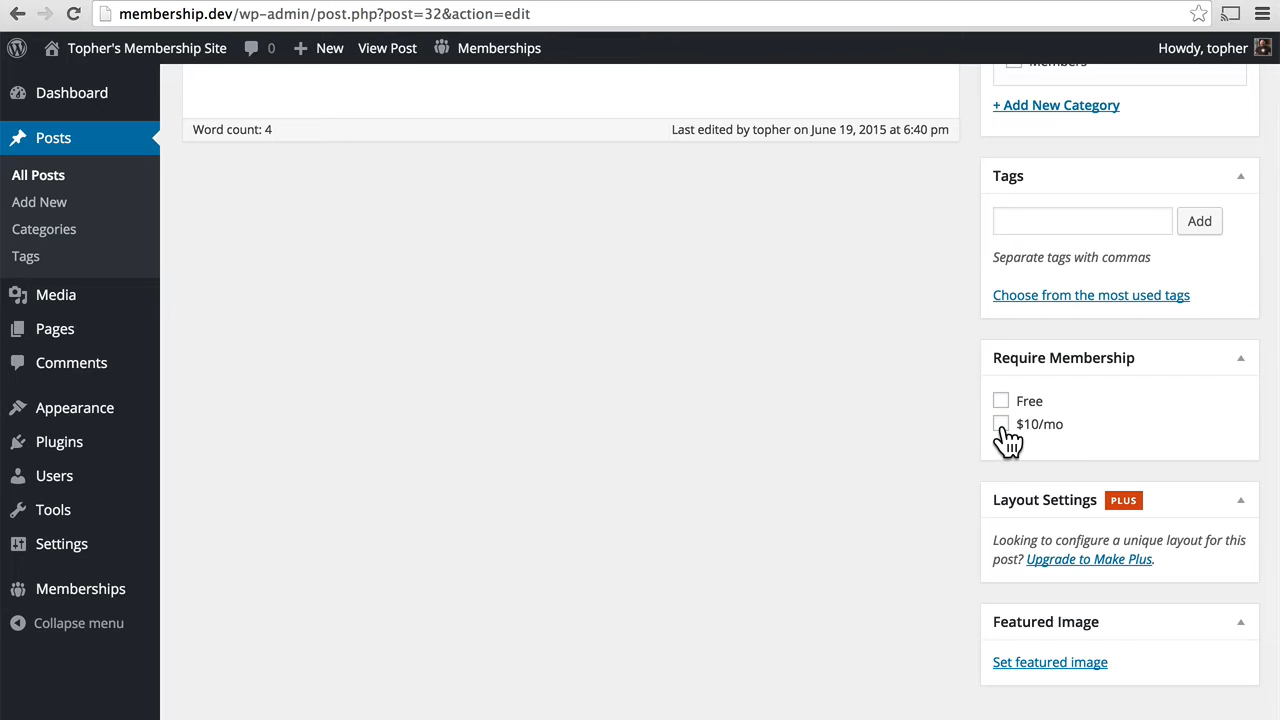 membership.dev/wp-admin/post.php?post=32&action=edit
Topher's Membership Site 0 New View Post Memberships Howdy, topher
Dashboard
Posts
All Posts
Add New
Categories
Tags
Media
Pages
Comments
Appearance
Plugins
Users
Tools
Settings
Memberships
Collapse menu
Word count: 4 Last edited by topher on June 19, 2015 at 6:40 pm
Members
+ Add New Category
Tags
Add
Separate tags with commas
Choose from the most used tags
Require Membership
Free
$10/mo
Layout Settings PLUS
Looking to configure a unique layout for this
post? Upgrade to Make Plus.
Featured Image
Set featured image